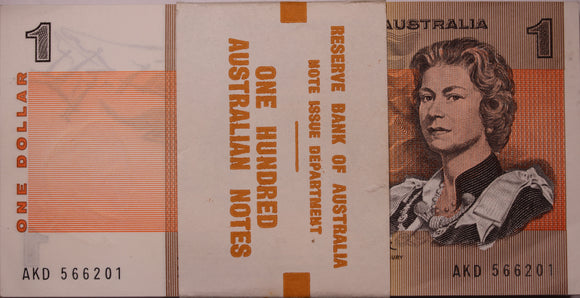 1
ONE DOLLAR
AKD 566201
RESERVE BANK OF AUSTRALIA
NOTE ISSUE DEPARTMENT
ONE HUNDRED
AUSTRALIAN NOTES
AUSTRALIA
1
AKD 566201